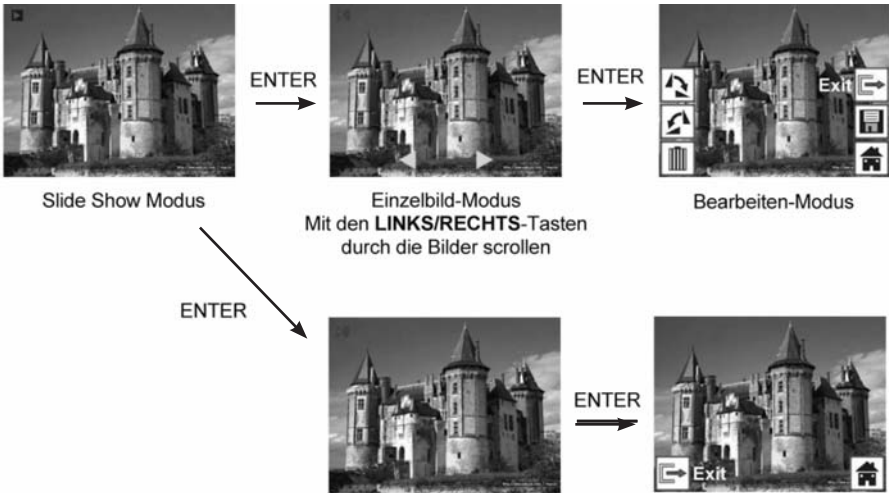 ENTER
ENTER
Exit
Slide Show Modus
Einzelbild-Modus
Mit den LINKS/RECHTS-Tasten
durch die Bilder scrollen
Bearbeiten-Modus
ENTER
ENTER
Exit